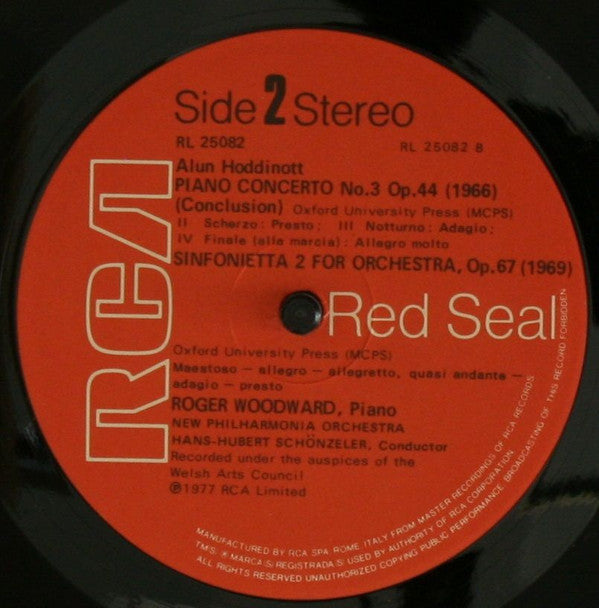 Side 2 Stereo
RL 25082
RL 25082 B
Alun Hoddinott
PIANO CONCERTO No.3 Op.44 (1966)
(Conclusion) Oxford University Press (MCPS)
II Scherzo: Presto; III Notturno: Adagio;
IV Finale (alla marcia): Allegro molto
SINFONIETTA 2 FOR ORCHESTRA, Op.67 (1969)
RCA
Red Seal
Oxford University Press (MCPS)
Maestoso – allegro – allegretto, quasi andante –
adagio – presto
ROGER WOODWARD, Piano
NEW PHILHARMONIA ORCHESTRA
HANS-HUBERT SCHÖNZELER, Conductor
Recorded under the auspices of the
Welsh Arts Council
℗1977 RCA Limited
MANUFACTURED BY RCA SPA, ROME, ITALY FROM MASTER RECORDINGS OF RCA RECORDS.
TMS. ® MARCA(S) REGISTRADA(S) USED BY AUTHORITY OF RCA CORPORATION.
ALL RIGHTS RESERVED UNAUTHORIZED COPYING PUBLIC PERFORMANCE BROADCASTING OF THIS RECORD FORBIDDEN